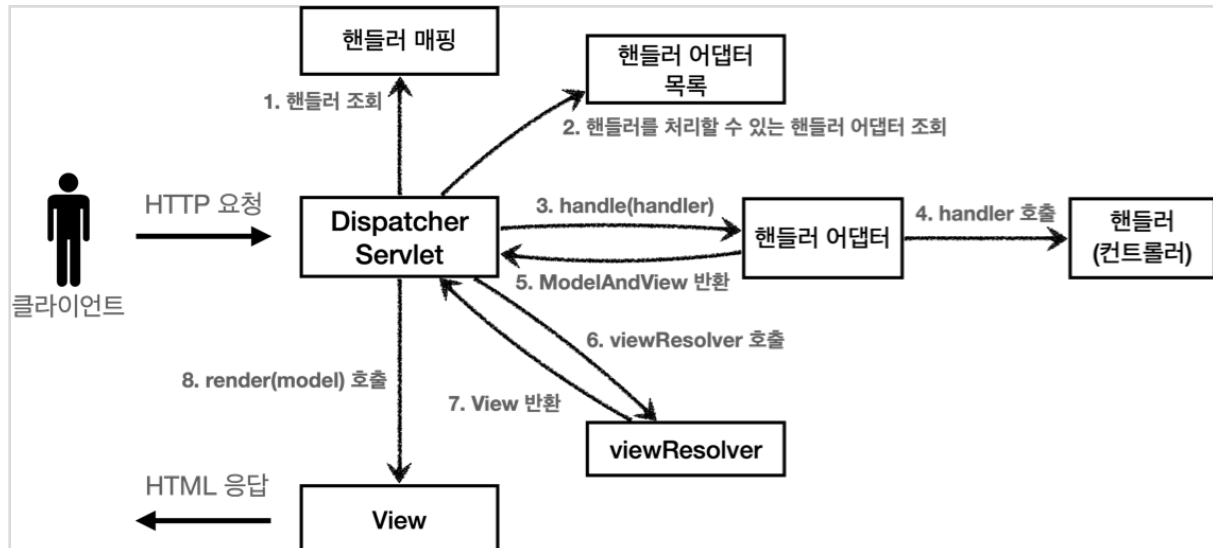 핸들러 매핑
핸들러 어댑터
목록
1. 핸들러 조회
2. 핸들러를 처리할 수 있는 핸들러 어댑터 조회
HTTP 요청
클라이언트
Dispatcher
Servlet
3. handle(handler)
핸들러 어댑터
4. handler 호출
핸들러
(컨트롤러)
5. ModelAndView 반환
6. viewResolver 호출
8. render(model) 호출
7. View 반환
viewResolver
HTML 응답
View